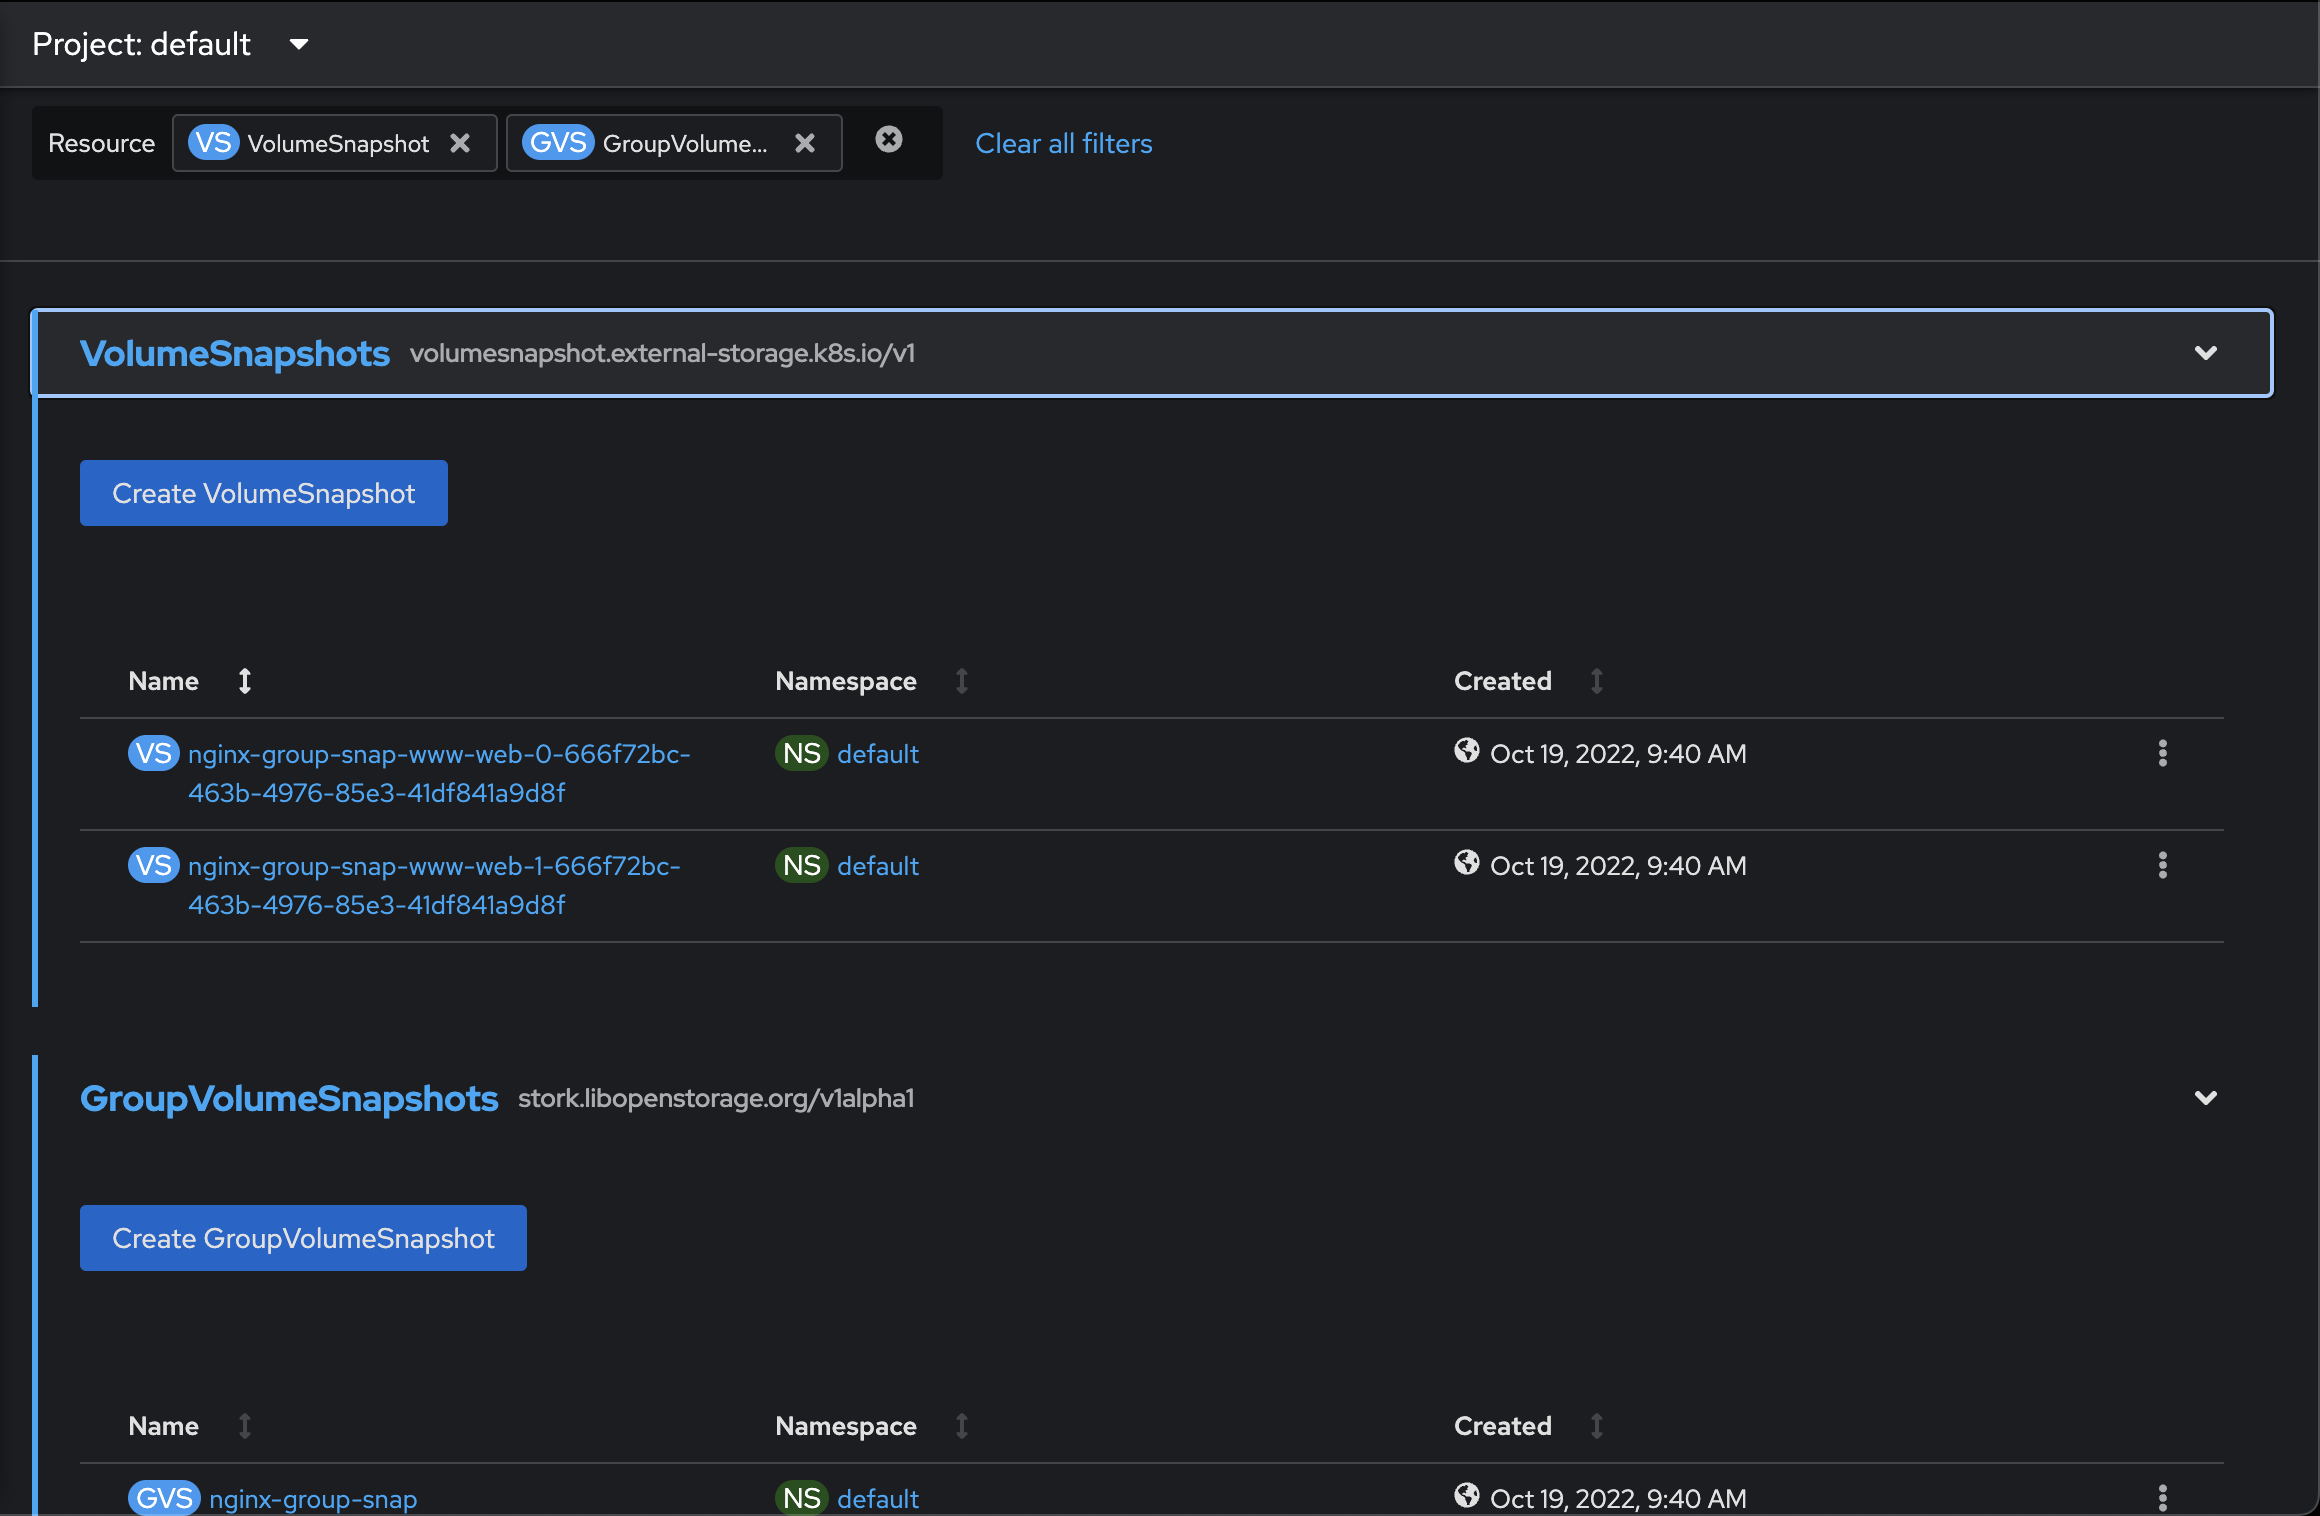 Project: default
Resource VS VolumeSnapshot GVS GroupVolume... Clear all filters
VolumeSnapshots volumesnapshot.external-storage.k8s.io/v1
Create VolumeSnapshot
Name Namespace Created
VS nginx-group-snap-www-web-0-666f72bc- NS default Oct 19, 2022, 9:40 AM
463b-4976-85e3-41df841a9d8f
VS nginx-group-snap-www-web-1-666f72bc- NS default Oct 19, 2022, 9:40 AM
463b-4976-85e3-41df841a9d8f
GroupVolumeSnapshots stork.libopenstorage.org/v1alpha1
Create GroupVolumeSnapshot
Name Namespace Created
GVS nginx-group-snap NS default Oct 19, 2022, 9:40 AM